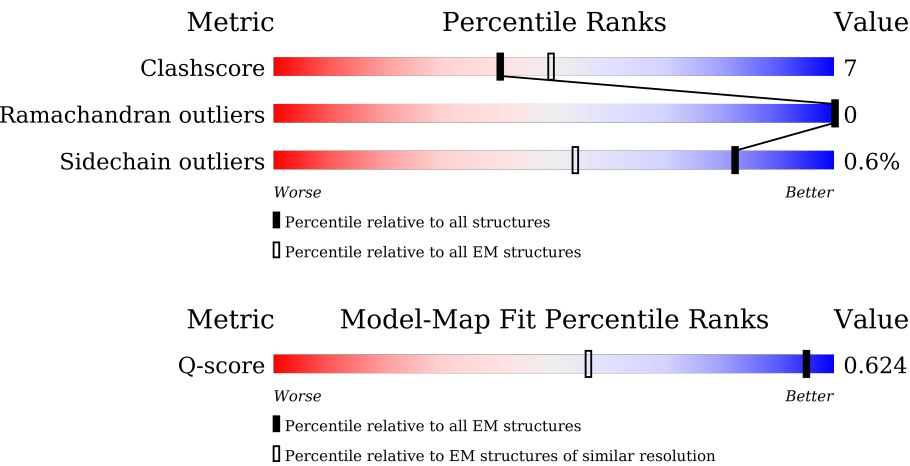 Metric Percentile Ranks Value
Clashscore 7
Ramachandran outliers 0
Sidechain outliers 0.6%
Worse Better
Percentile relative to all structures
Percentile relative to all EM structures
Metric Model-Map Fit Percentile Ranks Value
Q-score 0.624
Worse Better
Percentile relative to all EM structures
Percentile relative to EM structures of similar resolution